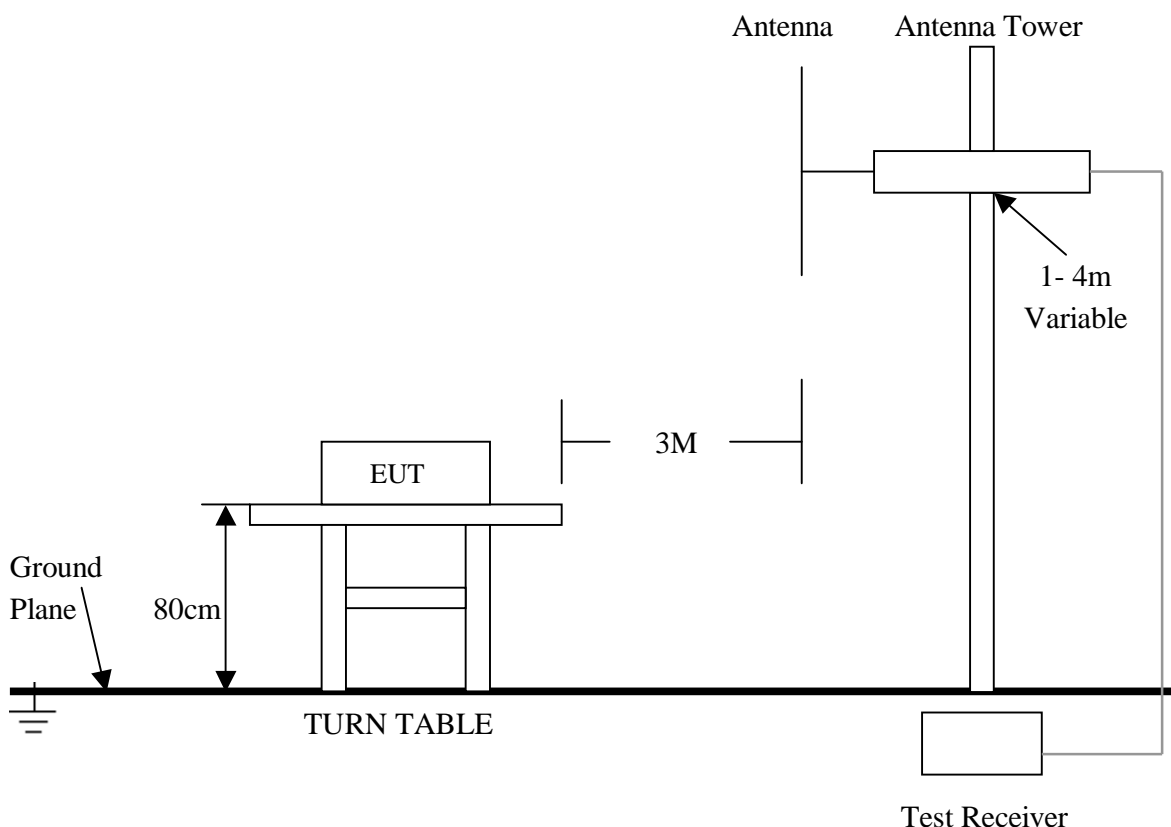 Antenna
Antenna Tower
1- 4m
Variable
3M
EUT
Ground
Plane
80cm
TURN TABLE
Test Receiver